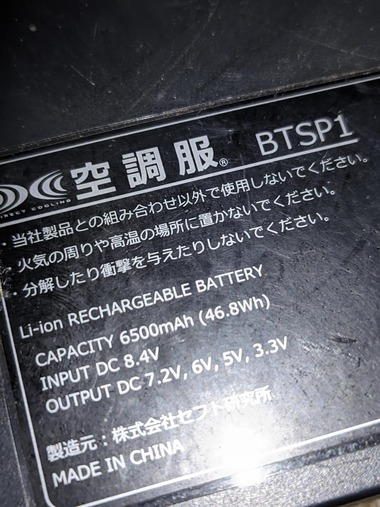 空調服® BTSP1
DIRECT COOLING
・当社製品との組み合わせ以外で使用しないでください。
・火気の周りや高温の場所に置かないでください。
・分解したり衝撃を与えたりしないでください。
Li-ion RECHARGEABLE BATTERY
CAPACITY 6500mAh (46.8Wh)
INPUT DC 8.4V
OUTPUT DC 7.2V, 6V, 5V, 3.3V
製造元：株式会社セフト研究所
MADE IN CHINA